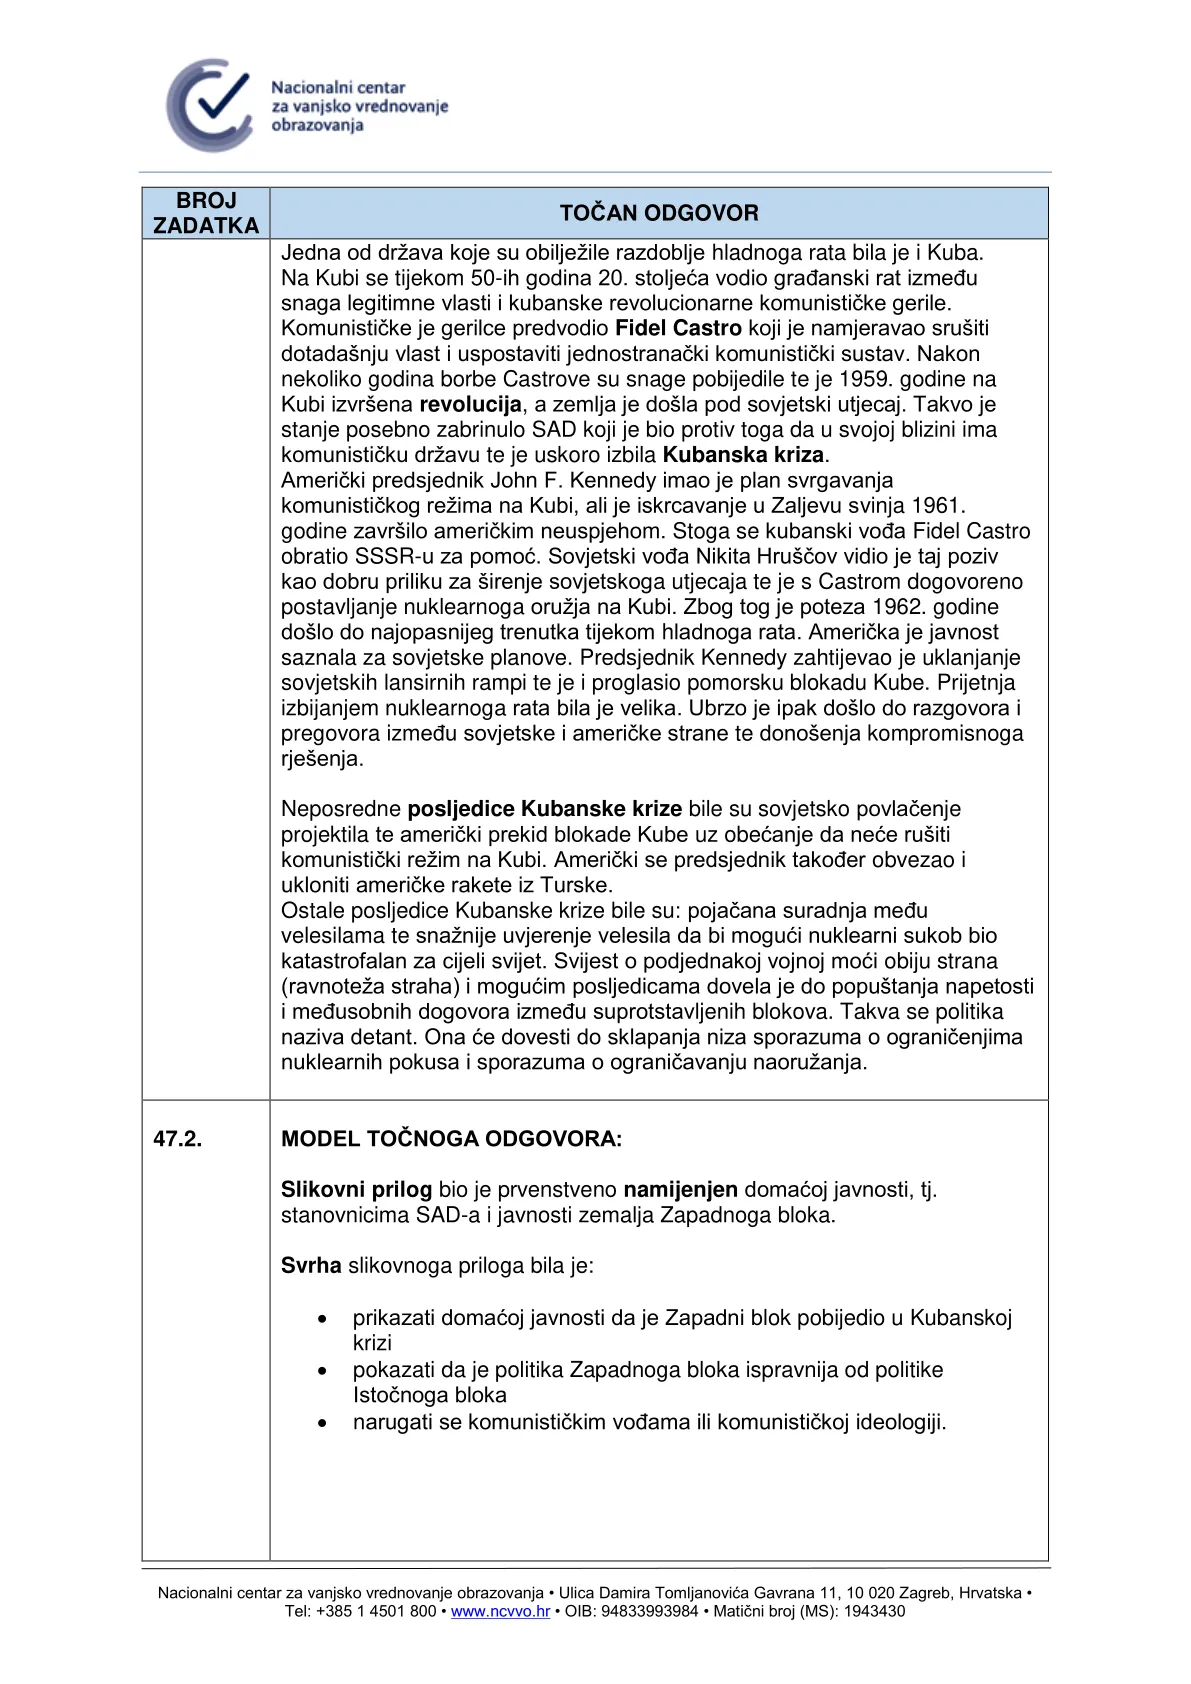 Nacionalni centar
za vanjsko vrednovanje
obrazovanja
BROJ
ZADATKA
TOČAN ODGOVOR
Jedna od država koje su obilježile razdoblje hladnoga rata bila je i Kuba.
Na Kubi se tijekom 50-ih godina 20. stoljeća vodio građanski rat između
snaga legitimne vlasti i kubanske revolucionarne komunističke gerile.
Komunističke je gerilce predvodio Fidel Castro koji je namjeravao srušiti
dotadašnju vlast i uspostaviti jednostranački komunistički sustav. Nakon
nekoliko godina borbe Castrove su snage pobijedile te je 1959. godine na
Kubi izvršena revolucija, a zemlja je došla pod sovjetski utjecaj. Takvo je
stanje posebno zabrinulo SAD koji je bio protiv toga da u svojoj blizini ima
komunističku državu te je uskoro izbila Kubanska kriza.
Američki predsjednik John F. Kennedy imao je plan svrgavanja
komunističkog režima na Kubi, ali je iskrcavanje u Zaljevu svinja 1961.
godine završilo američkim neuspjehom. Stoga se kubanski vođa Fidel Castro
obratio SSSR-u za pomoć. Sovjetski vođa Nikita Hruščov vidio je taj poziv
kao dobru priliku za širenje sovjetskoga utjecaja te je s Castrom dogovoreno
postavljanje nuklearnoga oružja na Kubi. Zbog tog je poteza 1962. godine
došlo do najopasnijeg trenutka tijekom hladnoga rata. Američka je javnost
saznala za sovjetske planove. Predsjednik Kennedy zahtijevao je uklanjanje
sovjetskih lansirnih rampi te je i proglasio pomorsku blokadu Kube. Prijetnja
izbijanjem nuklearnoga rata bila je velika. Ubrzo je ipak došlo do razgovora i
pregovora između sovjetske i američke strane te donošenja kompromisnoga
rješenja.
Neposredne posljedice Kubanske krize bile su sovjetsko povlačenje
projektila te američki prekid blokade Kube uz obećanje da neće rušiti
komunistički režim na Kubi. Američki se predsjednik također obvezao i
ukloniti američke rakete iz Turske.
Ostale posljedice Kubanske krize bile su: pojačana suradnja među
velesilama te snažnije uvjerenje velesila da bi mogući nuklearni sukob bio
katastrofalan za cijeli svijet. Svijest o podjednakoj vojnoj moći obiju strana
(ravnoteža straha) i mogućim posljedicama dovela je do popuštanja napetosti
i međusobnih dogovora između suprotstavljenih blokova. Takva se politika
naziva detant. Ona će dovesti do sklapanja niza sporazuma o ograničenjima
nuklearnih pokusa i sporazuma o ograničavanju naoružanja.
47.2.
MODEL TOČNOGA ODGOVORA:
Slikovni prilog bio je prvenstveno namijenjen domaćoj javnosti, tj.
stanovnicima SAD-a i javnosti zemalja Zapadnoga bloka.
Svrha slikovnoga priloga bila je:
• prikazati domaćoj javnosti da je Zapadni blok pobijedio u Kubanskoj
krizi
• pokazati da je politika Zapadnoga bloka ispravnija od politike
Istočnoga bloka
• narugati se komunističkim vođama ili komunističkoj ideologiji.
Nacionalni centar za vanjsko vrednovanje obrazovanja • Ulica Damira Tomljanovića Gavrana 11, 10 020 Zagreb, Hrvatska •
Tel: +385 1 4501 800 • www.ncvvo.hr • OIB: 94833993984 • Matični broj (MS): 1943430